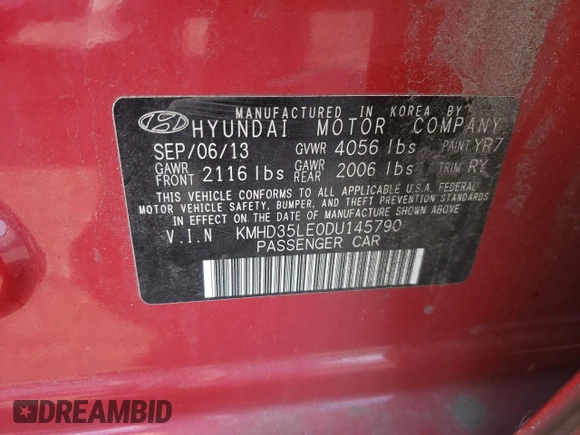 MANUFACTURED IN KOREA BY
HYUNDAI MOTOR COMPANY
SEP/06/13 GVWR 4056 lbs PAINT YR7
GAWR FRONT 2116 lbs GAWR REAR 2006 lbs TRIM RY
THIS VEHICLE CONFORMS TO ALL APPLICABLE U.S.A. FEDERAL
MOTOR VEHICLE SAFETY, BUMPER, AND THEFT PREVENTION STANDARDS
IN EFFECT ON THE DATE OF MANUFACTURE SHOWN ABOVE
V.I.N KMHD35LE0DU145790
PASSENGER CAR
DREAMBID